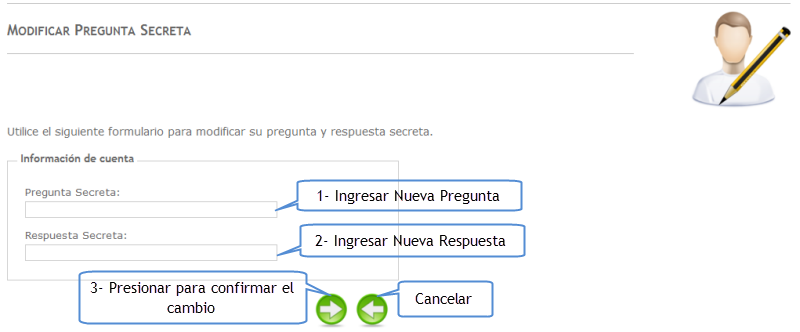 MODIFICAR PREGUNTA SECRETA
Utilice el siguiente formulario para modificar su pregunta y respuesta secreta.
Información de cuenta
Pregunta Secreta:
1- Ingresar Nueva Pregunta
Respuesta Secreta:
2- Ingresar Nueva Respuesta
3- Presionar para confirmar el
cambio
Cancelar